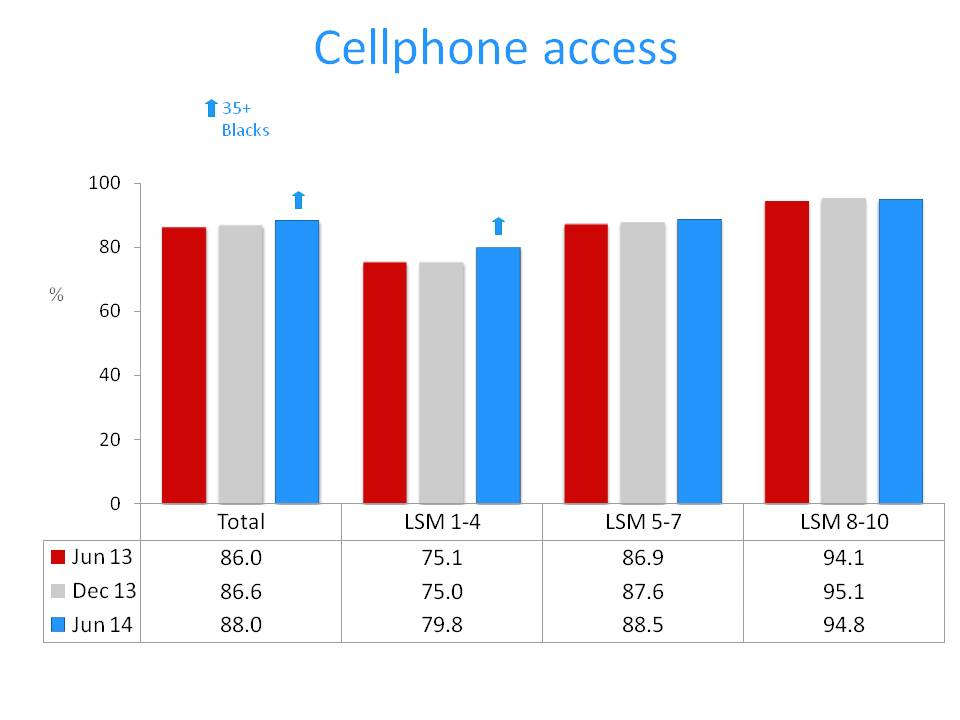 Cellphone access
35+
Blacks
100
80
%
60
40
20
0
Total LSM 1-4 LSM 5-7 LSM 8-10
Jun 13 86.0 75.1 86.9 94.1
Dec 13 86.6 75.0 87.6 95.1
Jun 14 88.0 79.8 88.5 94.8